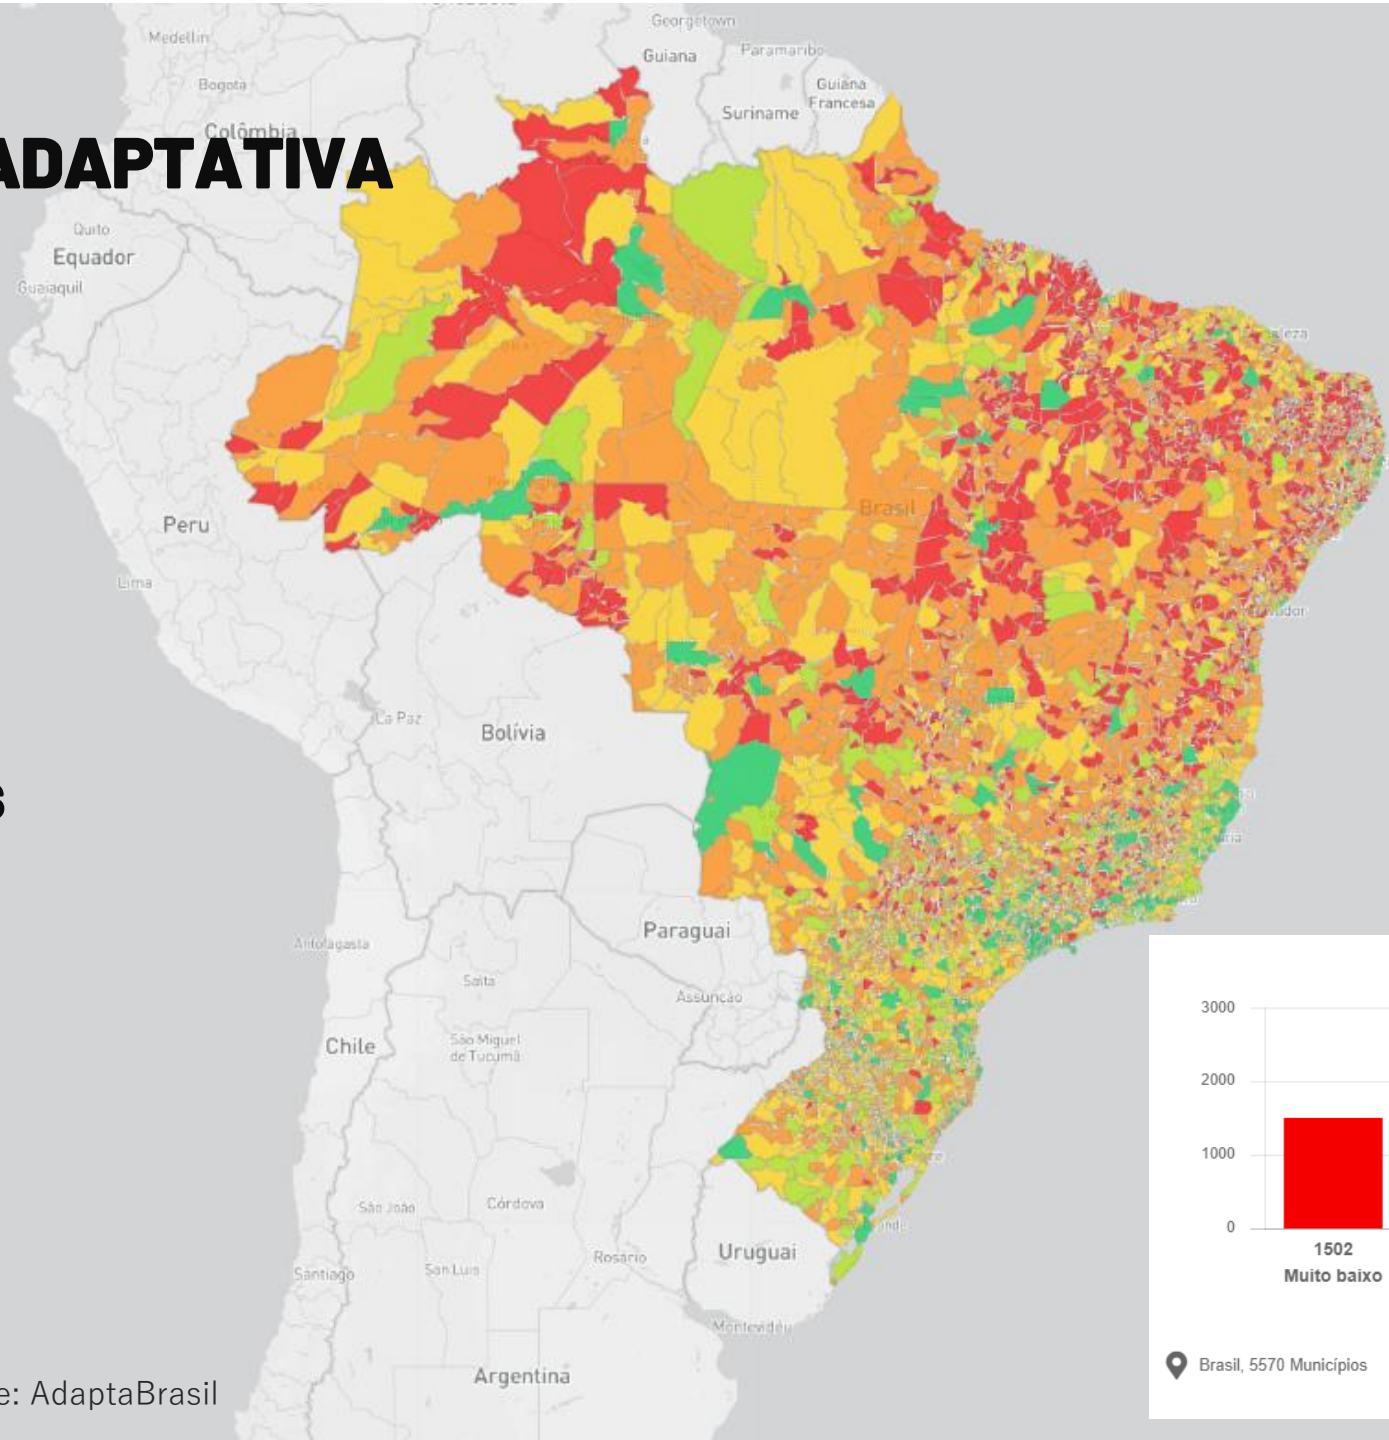 Georgetown
Medellín
Guiana
Paramaribo
Bogota
Guiana
Francesa
Suriname
Colômbia
ADAPTATIVA
Quito
Equador
Guaiaquil
Brasil
Peru
Lima
La Paz
Bolívia
S
Paraguai
Antofagasta
Salta
Assunção
Chile
São Miguel
de Tucumã
São João
Córdova
Uruguai
Rosário
Santiago
San Luis
Montevidéu
Argentina
e: AdaptaBrasil
3000
2000
1000
0
1502
Muito baixo
Brasil, 5570 Municípios